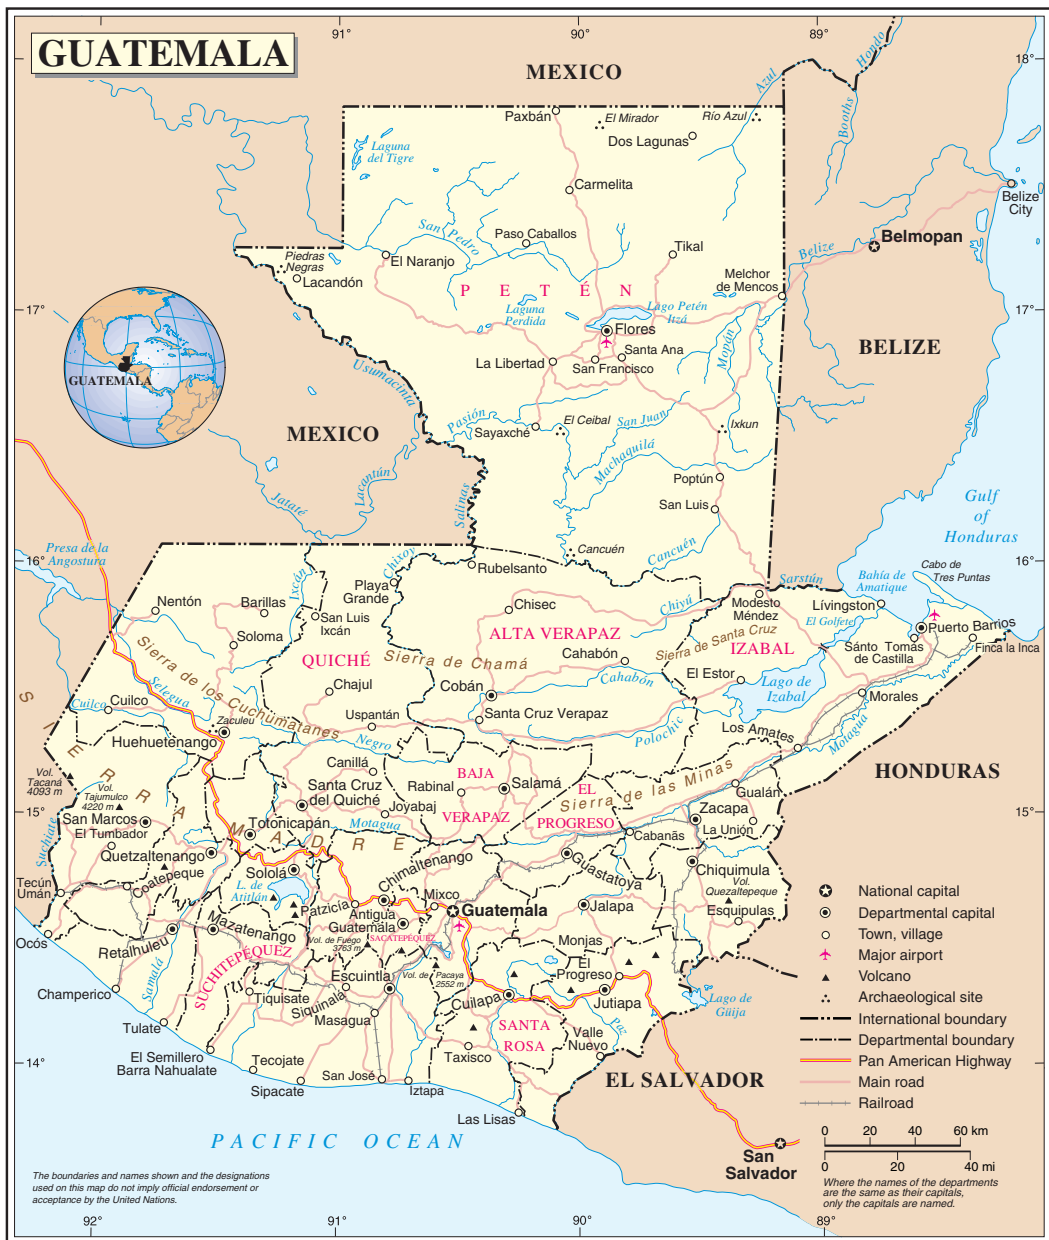 91°
90°
89°
GUATEMALA
MEXICO
18°
18°
Hondo
Azul
Booths
Paxbán
El Mirador
Río Azul
Dos Lagunas
Laguna
del Tigre
Carmelita
Belize
City
San Pedro
Paso Caballos
Tikal
Belmopan
Belize
Piedras
Negras
Lacandón
El Naranjo
Melchor
de Mencos
PETÉN
Laguna
Perdida
Lago Petén
Itzá
17°
17°
Flores
Santa Ana
La Libertad
San Francisco
Mopán
BELIZE
GUATEMALA
Usumacinta
MEXICO
Pasión
Sayaxché
El Ceibal
San Juan
Ixkun
Machaquilá
Lacantún
Jataté
Salinas
Poptún
San Luis
Gulf
of
Honduras
Presa de la
Angostura
16°
16°
Cancuén
Cancuén
Chixoy
Ixcán
Rubelsanto
Sarstún
Bahía de
Amatique
Cabo de
Tres Puntas
Playa
Grande
Nentón
Barillas
San Luis
Ixcán
Chisec
Chiyú
Modesto
Méndez
Lívingston
El Golfete
Puerto Barrios
Soloma
ALTA VERAPAZ
Sierra de Santa Cruz
IZABAL
Sánto Tomás
de Castilla
Finca la Inca
QUICHÉ
Sierra de Chamá
Cahabón
Cahabón
Sierra de los Cuchumatanes
Selegua
Cuilco
Cuilco
Chajul
Cobán
El Estor
Lago de
Izabal
Morales
Zaculeu
Uspantán
Santa Cruz Verapaz
Polochic
Motagua
Huehuetenango
Negro
Los Amates
SIERRA MADRE
Vol.
Tacaná
4093 m
Vol.
Tajumulco
4220 m
Canillá
BAJA
VERAPAZ
Salamá
Rabinal
Sierra de las Minas
HONDURAS
Santa Cruz
del Quiché
Joyabaj
EL
PROGRESO
Gualán
15°
15°
Suchiate
San Marcos
El Tumbador
Totonicapán
Motagua
Zacapa
La Unión
Cabanãs
Quetzaltenango
Chimaltenango
Guastatoya
Chiquimula
Sololá
L. de
Atitlán
Tecún
Umán
Coatepeque
Vol.
Quezaltepeque
Patzicía
Mixco
Guatemala
Antigua
Guatemala
Jalapa
Esquipulas
Mazatenango
Ocós
Retalhuleu
SUCHITEPÉQUEZ
Vol. de Fuego
3763 m
SACATEPÉQUEZ
Monjas
El
Progreso
Samalá
Escuintla
Vol. de Pacaya
2552 m
Champerico
Tiquisate
Siquinalá
Masagua
Cuilapa
Jutiapa
Lago de
Güija
Tulate
SANTA
ROSA
Paz
Valle
Nuevo
El Semillero
Barra Nahualate
Tecojate
Taxisco
14°
14°
Sipacate
San José
Iztapa
EL SALVADOR
Las Lisas
PACIFIC OCEAN
San
Salvador
National capital
Departmental capital
Town, village
Major airport
Volcano
Archaeological site
International boundary
Departmental boundary
Pan American Highway
Main road
Railroad
0 20 40 60 km
0 20 40 mi
Where the names of the departments
are the same as their capitals,
only the capitals are named.
The boundaries and names shown and the designations
used on this map do not imply official endorsement or
acceptance by the United Nations.
92°
91°
90°
89°